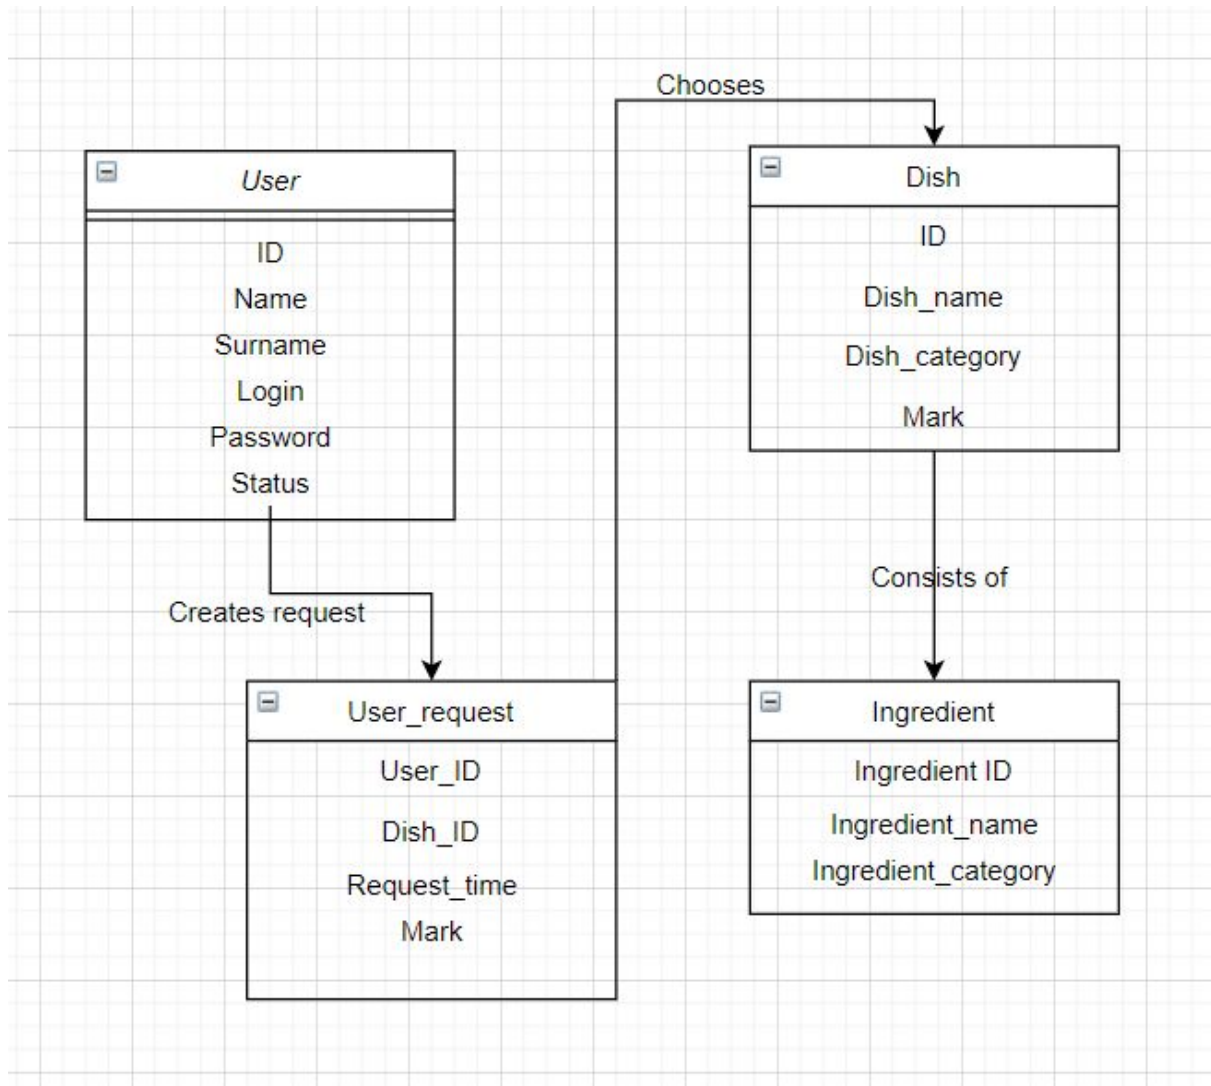 Chooses
User
ID
Name
Surname
Login
Password
Status
Dish
ID
Dish_name
Dish_category
Mark
Creates request
Consists of
User_request
User_ID
Dish_ID
Request_time
Mark
Ingredient
Ingredient ID
Ingredient_name
Ingredient_category